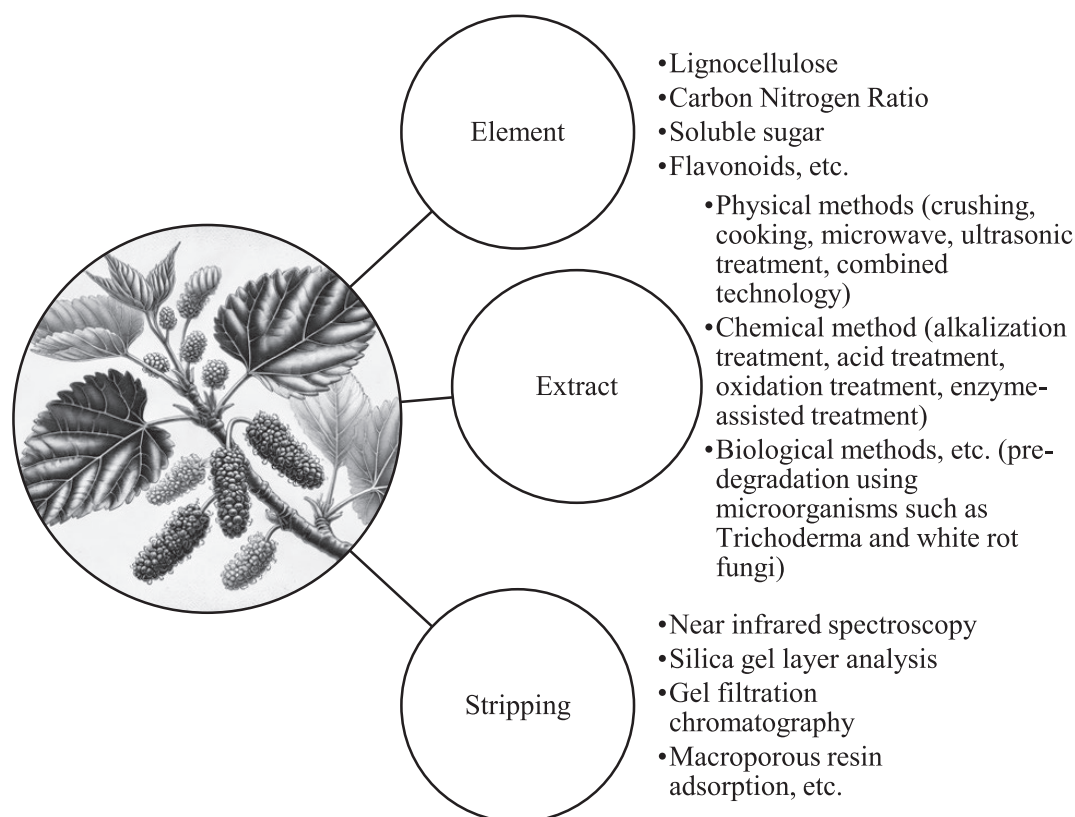 Element
•Lignocellulose
•Carbon Nitrogen Ratio
•Soluble sugar
•Flavonoids, etc.
Extract
•Physical methods (crushing,
cooking, microwave, ultrasonic
treatment, combined
technology)
•Chemical method (alkalization
treatment, acid treatment,
oxidation treatment, enzyme-
assisted treatment)
•Biological methods, etc. (pre-
degradation using
microorganisms such as
Trichoderma and white rot
fungi)
Stripping
•Near infrared spectroscopy
•Silica gel layer analysis
•Gel filtration
chromatography
•Macroporous resin
adsorption, etc.